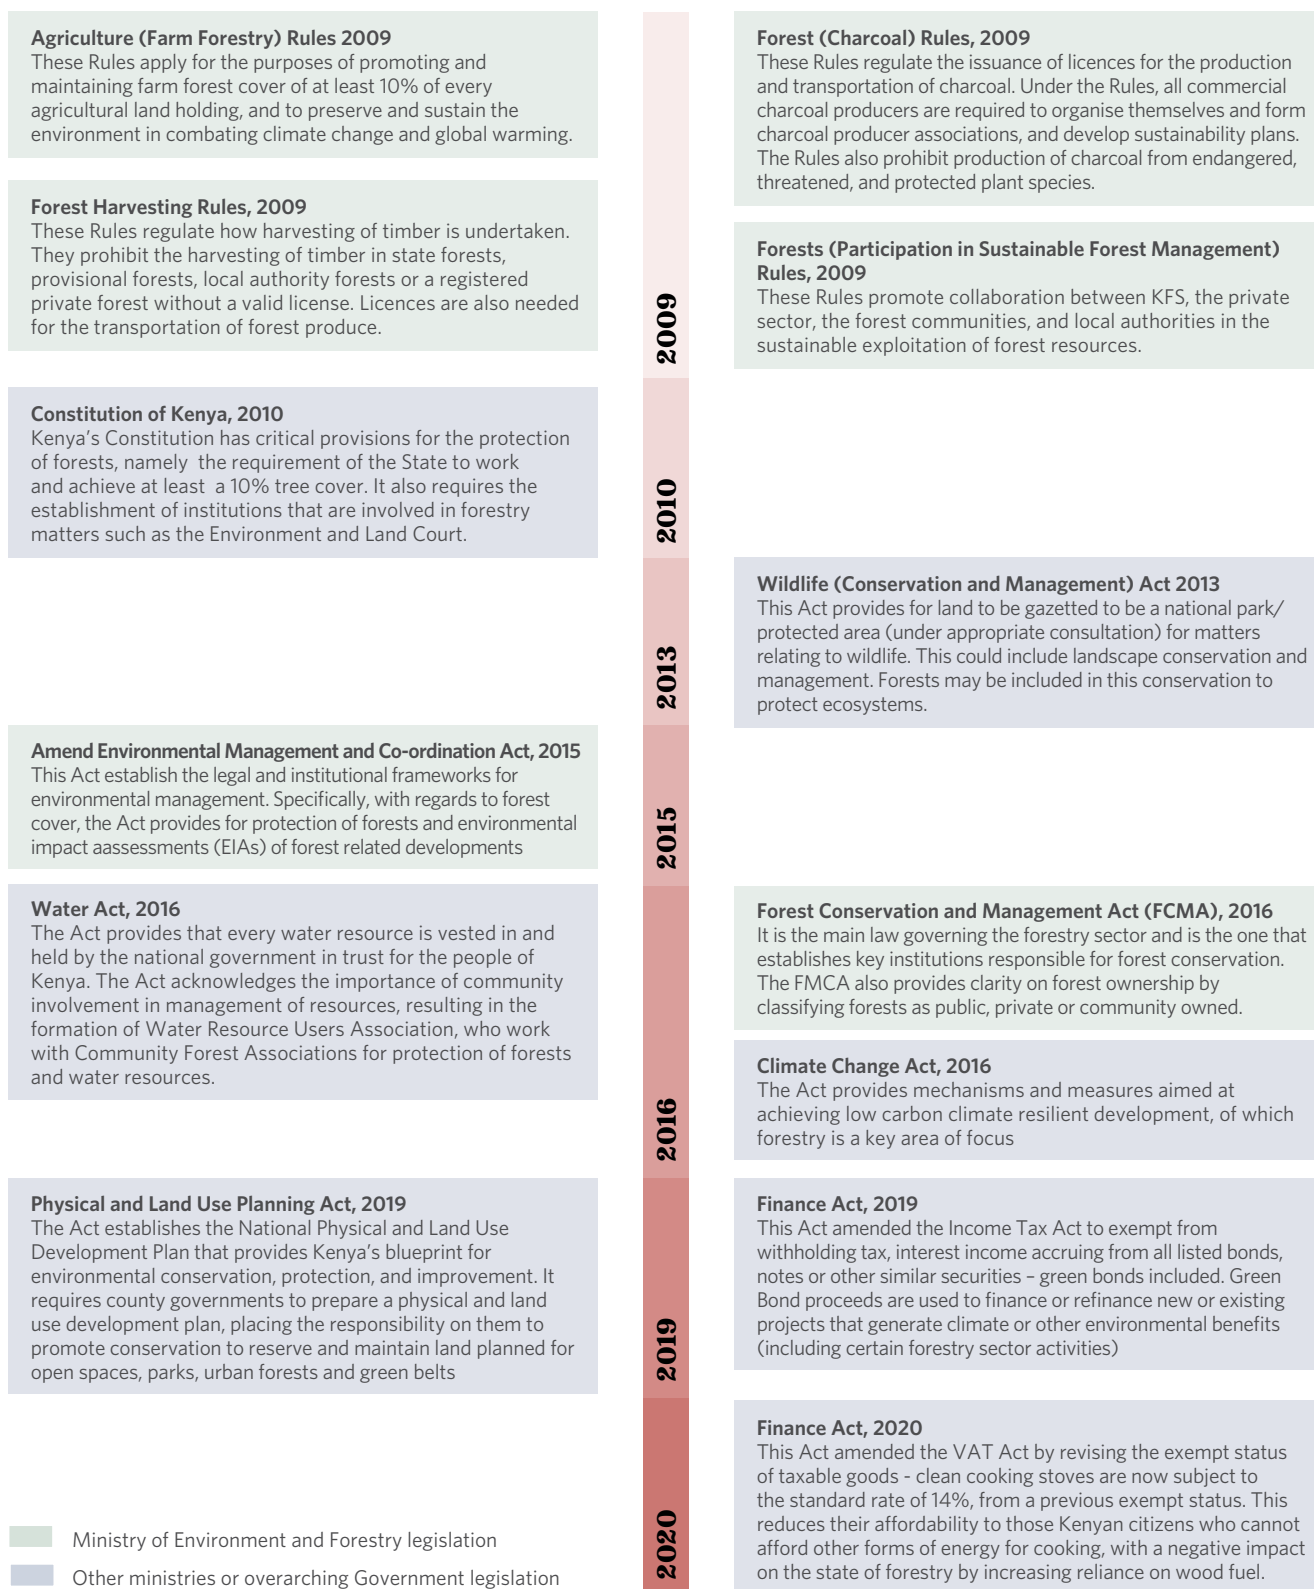 Agriculture (Farm Forestry) Rules 2009
These Rules apply for the purposes of promoting and
maintaining farm forest cover of at least 10% of every
agricultural land holding, and to preserve and sustain the
environment in combating climate change and global warming.
Forest (Charcoal) Rules, 2009
These Rules regulate the issuance of licences for the production
and transportation of charcoal. Under the Rules, all commercial
charcoal producers are required to organise themselves and form
charcoal producer associations, and develop sustainability plans.
The Rules also prohibit production of charcoal from endangered,
threatened, and protected plant species.
Forest Harvesting Rules, 2009
These Rules regulate how harvesting of timber is undertaken.
They prohibit the harvesting of timber in state forests,
provisional forests, local authority forests or a registered
private forest without a valid license. Licences are also needed
for the transportation of forest produce.
Forests (Participation in Sustainable Forest Management)
Rules, 2009
These Rules promote collaboration between KFS, the private
sector, the forest communities, and local authorities in the
sustainable exploitation of forest resources.
2009
Constitution of Kenya, 2010
Kenya's Constitution has critical provisions for the protection
of forests, namely the requirement of the State to work
and achieve at least a 10% tree cover. It also requires the
establishment of institutions that are involved in forestry
matters such as the Environment and Land Court.
2010
Wildlife (Conservation and Management) Act 2013
This Act provides for land to be gazetted to be a national park/
protected area (under appropriate consultation) for matters
relating to wildlife. This could include landscape conservation and
management. Forests may be included in this conservation to
protect ecosystems.
2013
Amend Environmental Management and Co-ordination Act, 2015
This Act establish the legal and institutional frameworks for
environmental management. Specifically, with regards to forest
cover, the Act provides for protection of forests and environmental
impact aassessments (EIAs) of forest related developments
2015
Water Act, 2016
The Act provides that every water resource is vested in and
held by the national government in trust for the people of
Kenya. The Act acknowledges the importance of community
involvement in management of resources, resulting in the
formation of Water Resource Users Association, who work
with Community Forest Associations for protection of forests
and water resources.
Forest Conservation and Management Act (FCMA), 2016
It is the main law governing the forestry sector and is the one that
establishes key institutions responsible for forest conservation.
The FMCA also provides clarity on forest ownership by
classifying forests as public, private or community owned.
Climate Change Act, 2016
The Act provides mechanisms and measures aimed at
achieving low carbon climate resilient development, of which
forestry is a key area of focus
2016
Physical and Land Use Planning Act, 2019
The Act establishes the National Physical and Land Use
Development Plan that provides Kenya's blueprint for
environmental conservation, protection, and improvement. It
requires county governments to prepare a physical and land
use development plan, placing the responsibility on them to
promote conservation to reserve and maintain land planned for
open spaces, parks, urban forests and green belts
Finance Act, 2019
This Act amended the Income Tax Act to exempt from
withholding tax, interest income accruing from all listed bonds,
notes or other similar securities – green bonds included. Green
Bond proceeds are used to finance or refinance new or existing
projects that generate climate or other environmental benefits
(including certain forestry sector activities)
2019
Finance Act, 2020
This Act amended the VAT Act by revising the exempt status
of taxable goods - clean cooking stoves are now subject to
the standard rate of 14%, from a previous exempt status. This
reduces their affordability to those Kenyan citizens who cannot
afford other forms of energy for cooking, with a negative impact
on the state of forestry by increasing reliance on wood fuel.
2020
Ministry of Environment and Forestry legislation
Other ministries or overarching Government legislation